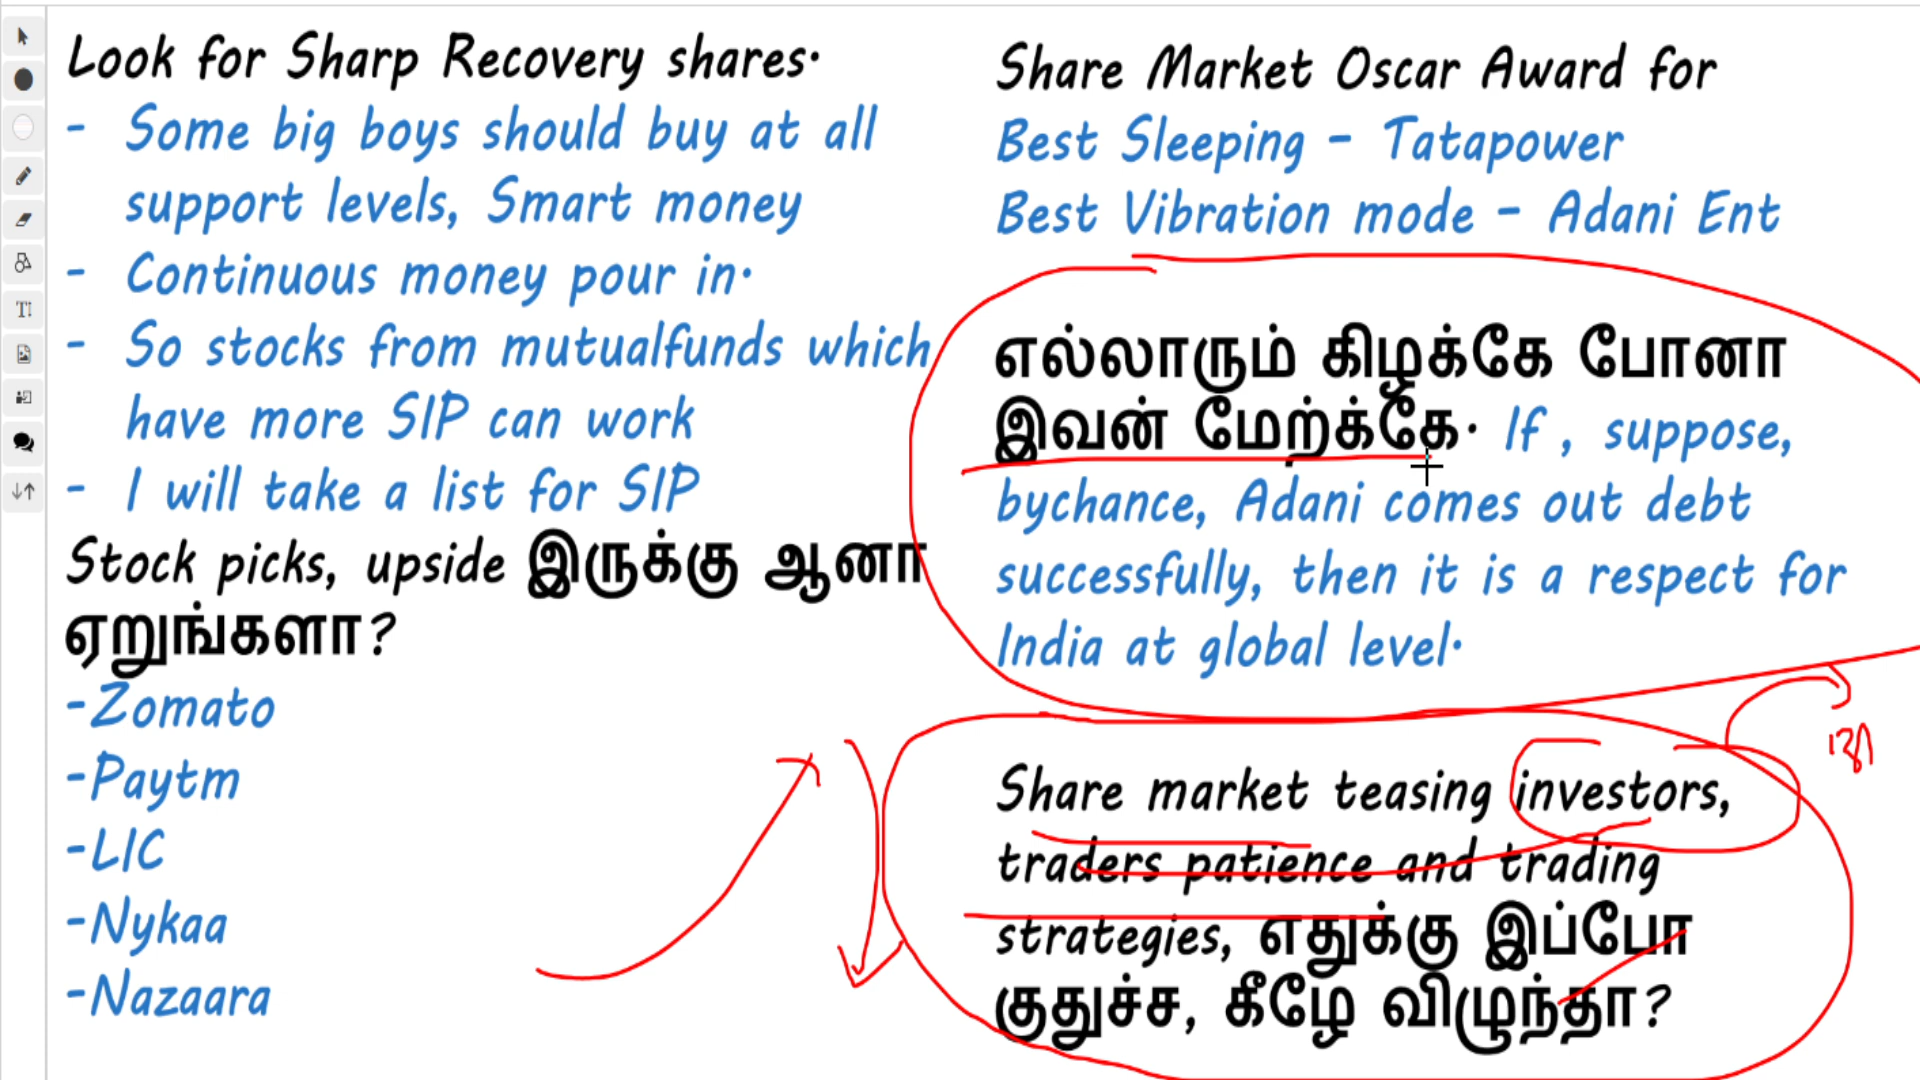 Look for Sharp Recovery shares.
- Some big boys should buy at all
support levels, Smart money
- Continuous money pour in.
- So stocks from mutualfunds which
have more SIP can work
- I will take a list for SIP
Stock picks, upside இருக்கு ஆனா
ஏறுங்களா?
-Zomato
-Paytm
-LIC
-Nykaa
-Nazaara
Share Market Oscar Award for
Best Sleeping - Tatapower
Best Vibration mode - Adani Ent
எல்லாரும் கிழக்கே போனா
இவன் மேற்க்கே. If , suppose,
bychance, Adani comes out debt
successfully, then it is a respect for
India at global level.
Share market teasing investors,
traders patience and trading
strategies, எதுக்கு இப்போ
குதுச்ச, கீழே விழுந்தா?